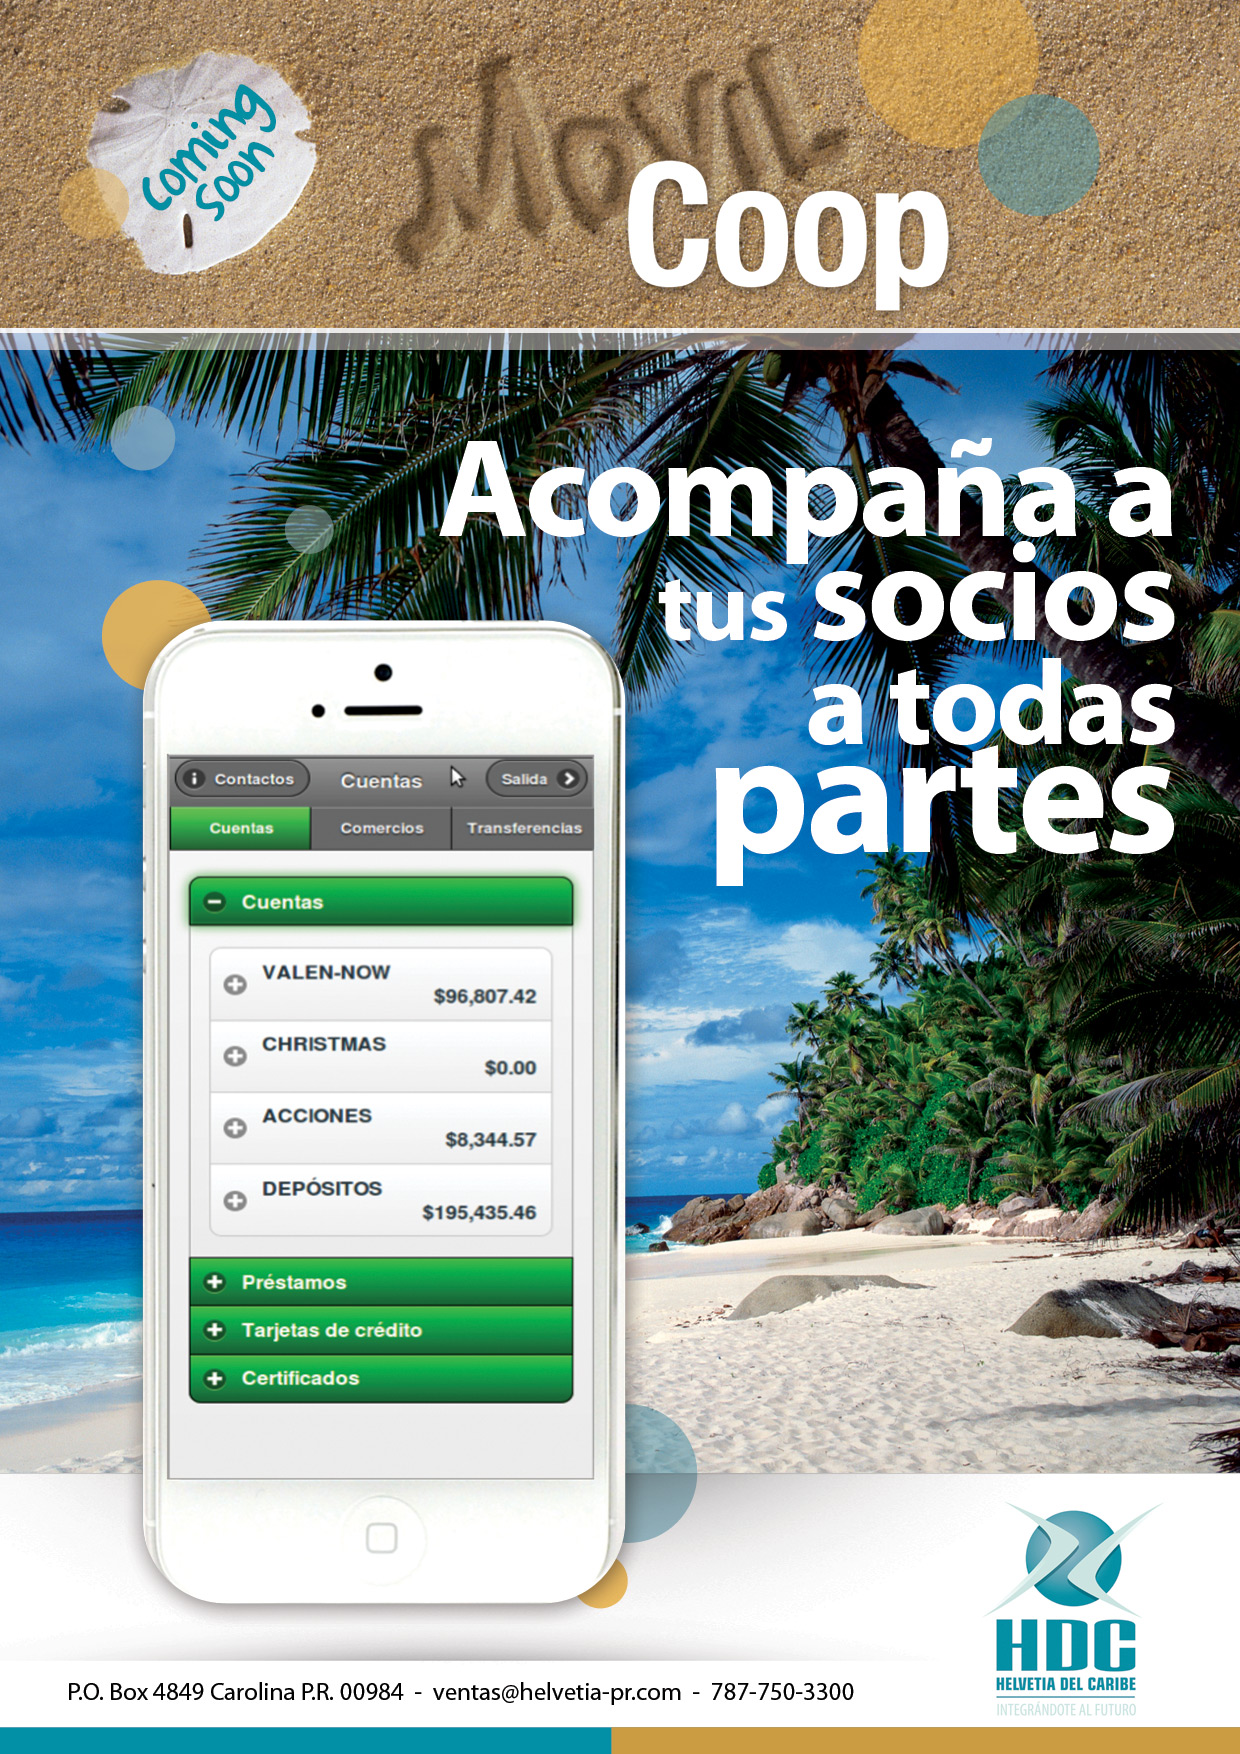 coming
soon
MOVIL
Coop
Acompaña a
tus socios
a todas
partes
Contactos
Cuentas
Salida
Cuentas
Comercios
Transferencias
Cuentas
VALEN-NOW
$96,807.42
CHRISTMAS
$0.00
ACCIONES
$8,344.57
DEPÓSITOS
$195,435.46
Préstamos
Tarjetas de crédito
Certificados
HDC
HELVETIA DEL CARIBE
INTEGRÁNDOTE AL FUTURO
P.O. Box 4849 Carolina P.R. 00984 - ventas@helvetia-pr.com - 787-750-3300